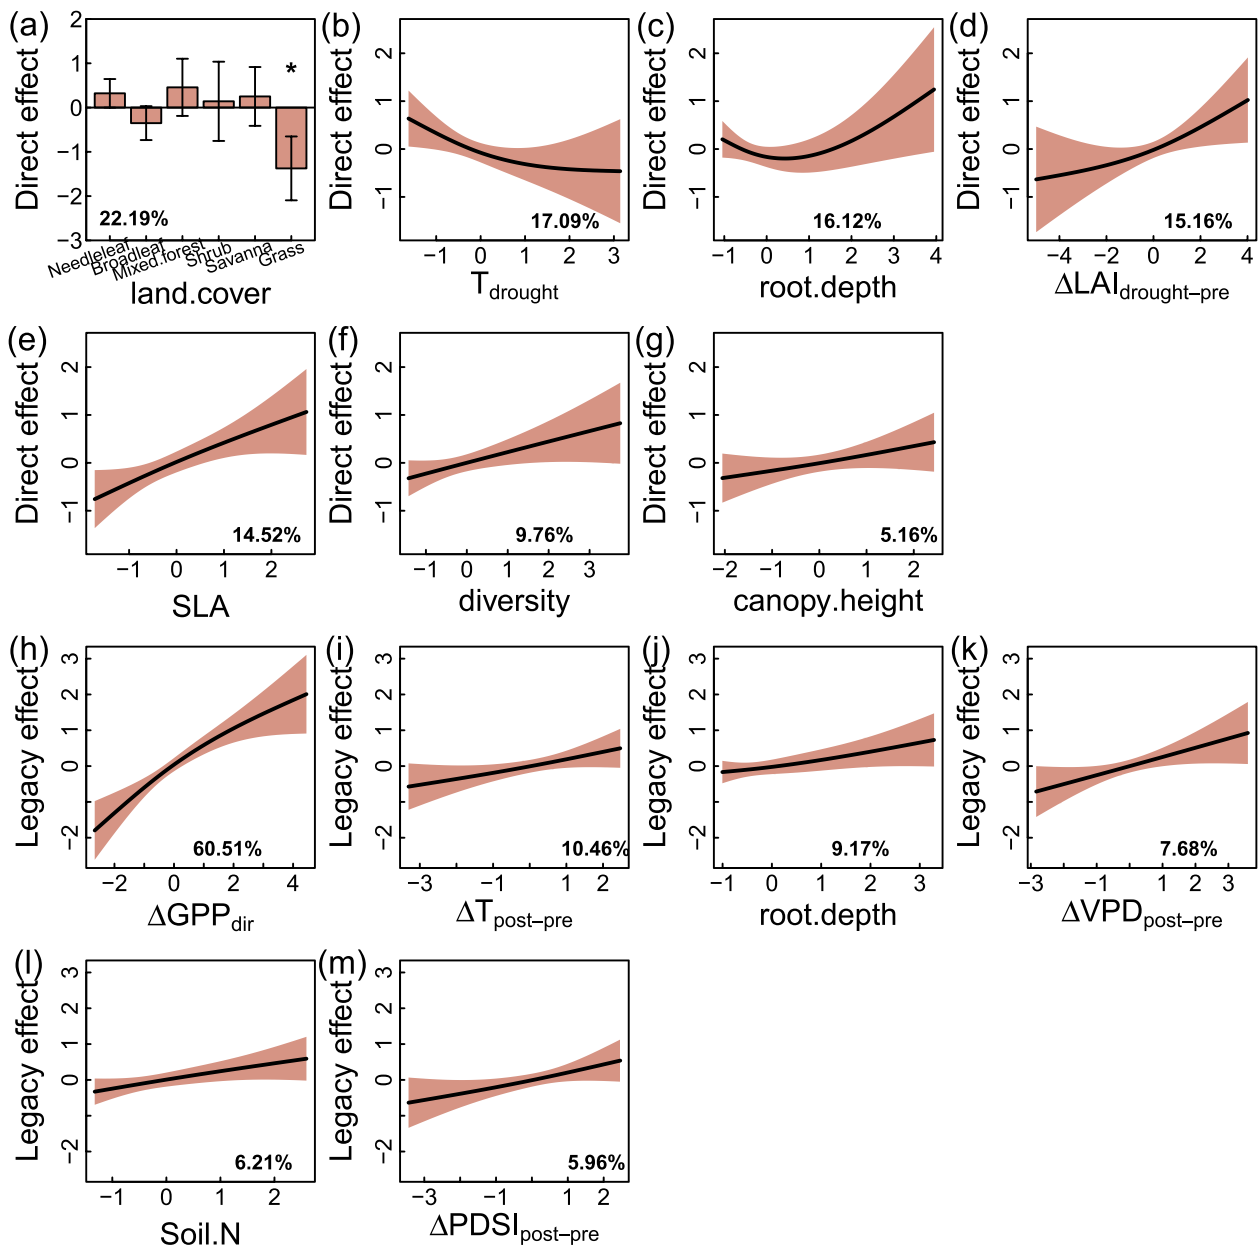 (a)
Direct effect
2
1
0
−1
−2
−3
*
22.19%
Needleleaf
Broadleaf
Mixed.forest
Shrub
Savanna
Grass
land.cover
(b)
Direct effect
2
1
0
−1
17.09%
−1 0 1 2 3
Tdrought
(c)
Direct effect
2
1
0
−1
16.12%
−1 0 1 2 3 4
root.depth
(d)
Direct effect
2
1
0
−1
15.16%
−4 −2 0 2 4
ΔLAIdrought−pre
(e)
Direct effect
2
1
0
−1
14.52%
−1 0 1 2
SLA
(f)
Direct effect
2
1
0
−1
9.76%
−1 0 1 2 3
diversity
(g)
Direct effect
2
1
0
−1
5.16%
−2 −1 0 1 2
canopy.height
(h)
Legacy effect
3
2
1
0
−2
60.51%
−2 0 2 4
ΔGPPdir
(i)
Legacy effect
3
2
1
0
−2
10.46%
−3 −1 1 2
ΔTpost−pre
(j)
Legacy effect
3
2
1
0
−2
9.17%
−1 0 1 2 3
root.depth
(k)
Legacy effect
3
2
1
0
−2
7.68%
−3 −1 1 2 3
ΔVPDpost−pre
(l)
Legacy effect
3
2
1
0
−2
6.21%
−1 0 1 2
Soil.N
(m)
Legacy effect
3
2
1
0
−2
5.96%
−3 −1 1 2
ΔPDSIpost−pre